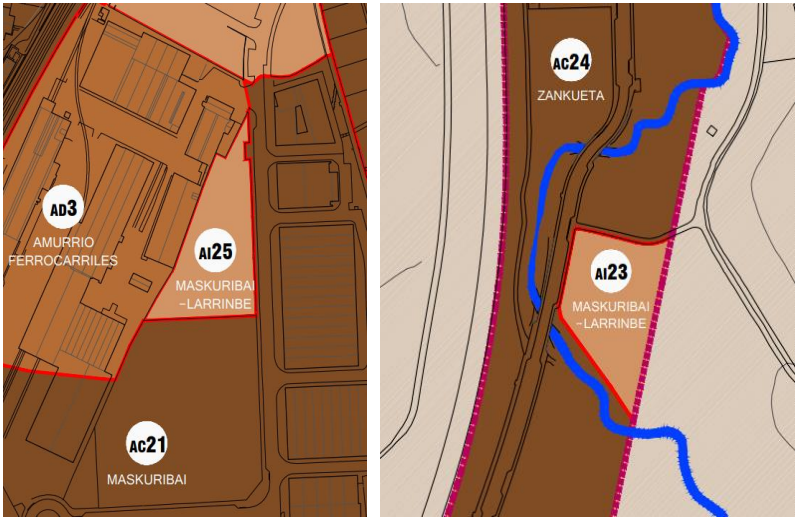 AD3
AMURRIO
FERROCARRILES
AI25
MASKURIBAI
-LARRINBE
AC21
MASKURIBAI
AC24
ZANKUETA
AI23
MASKURIBAI
-LARRINBE